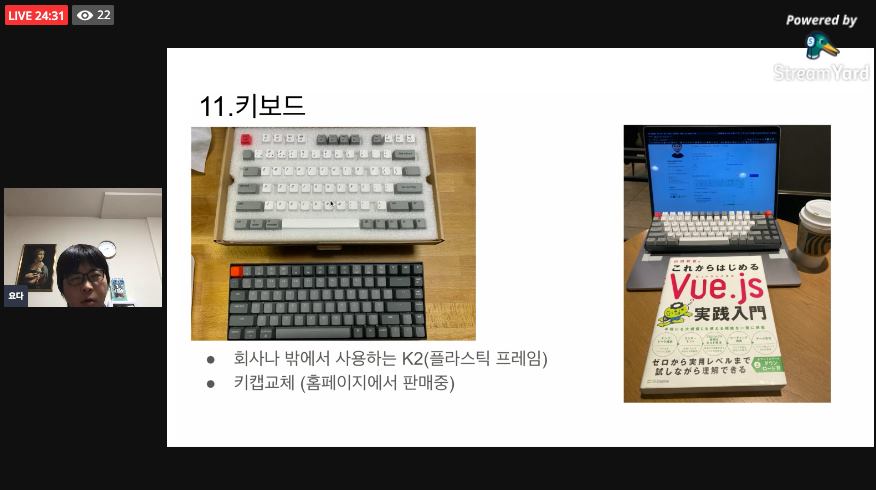 LIVE 24:31
22
Powered by
StreamYard
11.키보드
요다
회사나 밖에서 사용하는 K2(플라스틱 프레임)
키캡교체 (홈페이지에서 판매중)
これからはじめる
Vue.js
実践入門
ゼロから実用レベルまで
試しながら理解できる